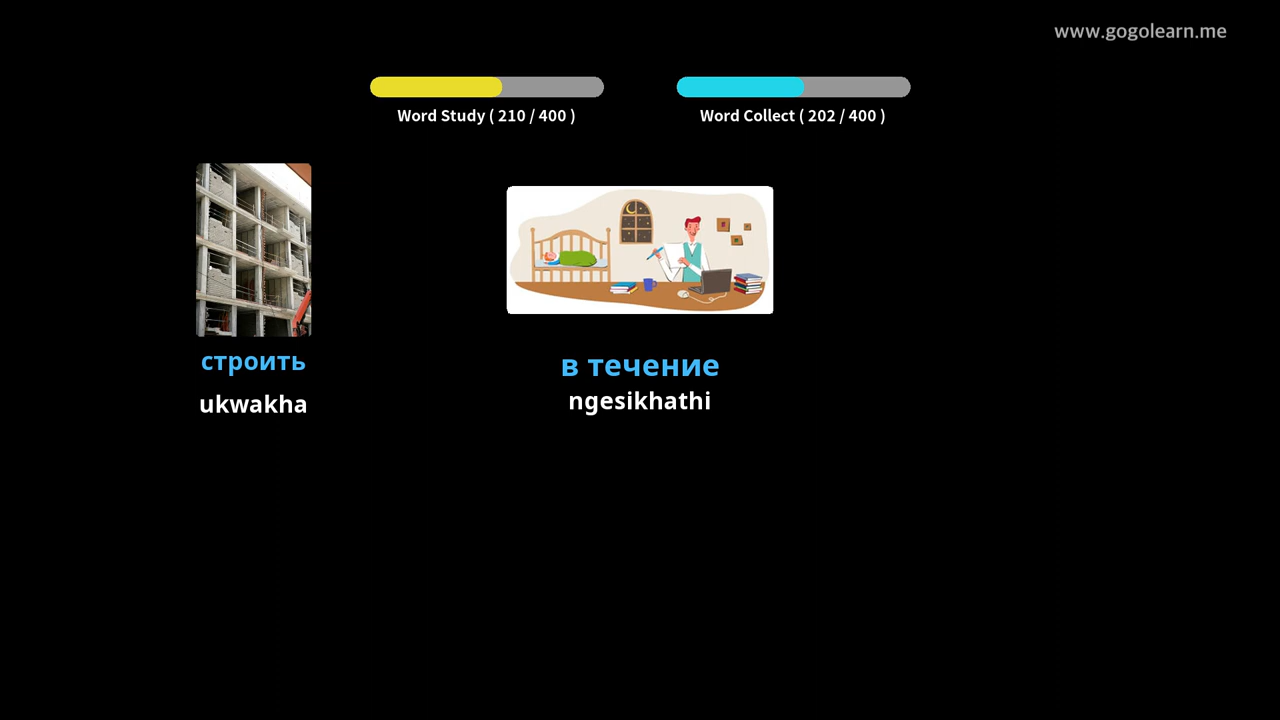 www.gogolearn.me
Word Study ( 210 / 400 )
Word Collect ( 202 / 400 )
строить
ukwakha
в течение
ngesikhathi